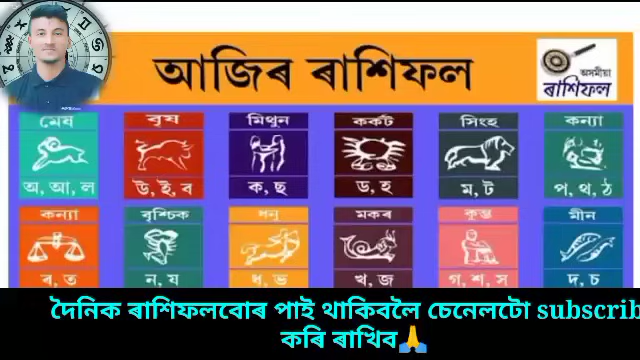 আজিৰ ৰাশিফল
অসমীয়া
ৰাশিফল
মেষ বৃষ মিথুন কৰ্কট সিংহ কন্যা
অ, আ, ল উ, ই, ব ক, ছ ড, হ ম, ট প, থ, ঠ
কন্যা বৃশ্চিক ধনু মকৰ কুম্ভ মীন
ৰ, ত ন, য ধ, ভ খ, জ গ, শ, স দ, চ
দৈনিক ৰাশিফলবোৰ পাই থাকিবলৈ চেনেলটো subscrib
কৰি ৰাখিব🙏